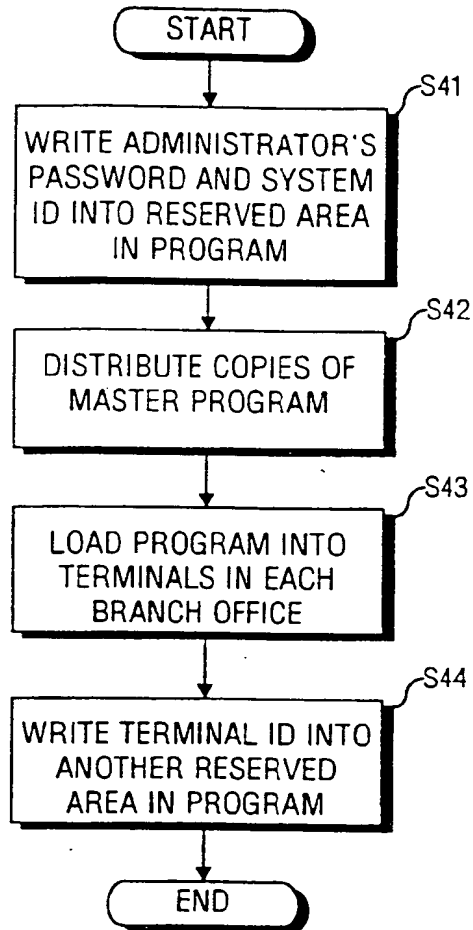 START
S41
WRITE ADMINISTRATOR'S
PASSWORD AND SYSTEM
ID INTO RESERVED AREA
IN PROGRAM
S42
DISTRIBUTE COPIES OF
MASTER PROGRAM
S43
LOAD PROGRAM INTO
TERMINALS IN EACH
BRANCH OFFICE
S44
WRITE TERMINAL ID INTO
ANOTHER RESERVED
AREA IN PROGRAM
END